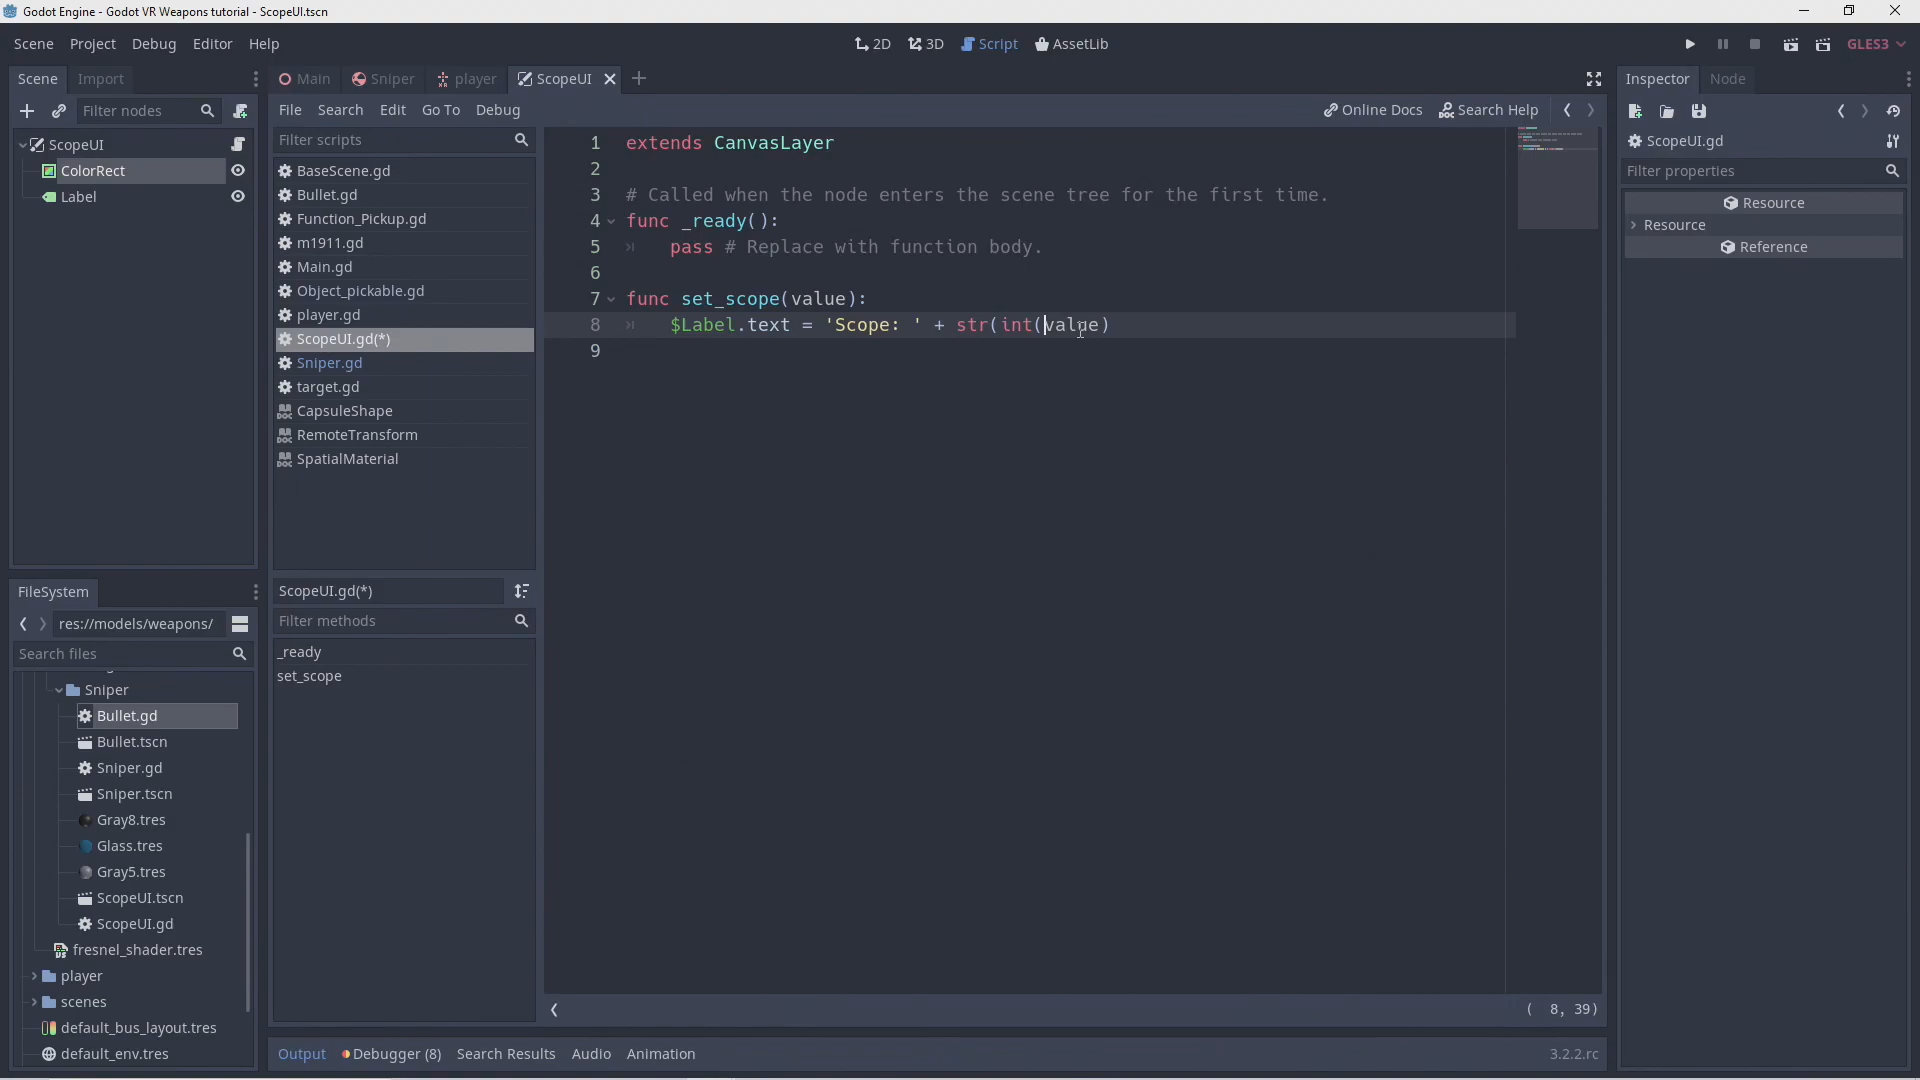 Godot Engine - Godot VR Weapons tutorial - ScopeUI.tscn
Scene Project Debug Editor Help
2D 3D Script AssetLib
GLES3
Scene Import
Filter nodes
ScopeUI
ColorRect
Label
FileSystem
res://models/weapons/
Search files
Sniper
Bullet.gd
Bullet.tscn
Sniper.gd
Sniper.tscn
Gray8.tres
Glass.tres
Gray5.tres
ScopeUI.tscn
ScopeUI.gd
fresnel_shader.tres
player
scenes
default_bus_layout.tres
default_env.tres
Main Sniper player ScopeUI
File Search Edit Go To Debug
Online Docs Search Help
Filter scripts
BaseScene.gd
Bullet.gd
Function_Pickup.gd
m1911.gd
Main.gd
Object_pickable.gd
player.gd
ScopeUI.gd(*)
Sniper.gd
target.gd
CapsuleShape
RemoteTransform
SpatialMaterial
ScopeUI.gd(*)
Filter methods
_ready
set_scope
1 extends CanvasLayer
2
3 # Called when the node enters the scene tree for the first time.
4 func _ready():
5 pass # Replace with function body.
6
7 func set_scope(value):
8 $Label.text = 'Scope: ' + str(int(value)
9
( 8, 39)
Output Debugger (8) Search Results Audio Animation
3.2.2.rc
Inspector Node
ScopeUI.gd
Filter properties
Resource
Resource
Reference